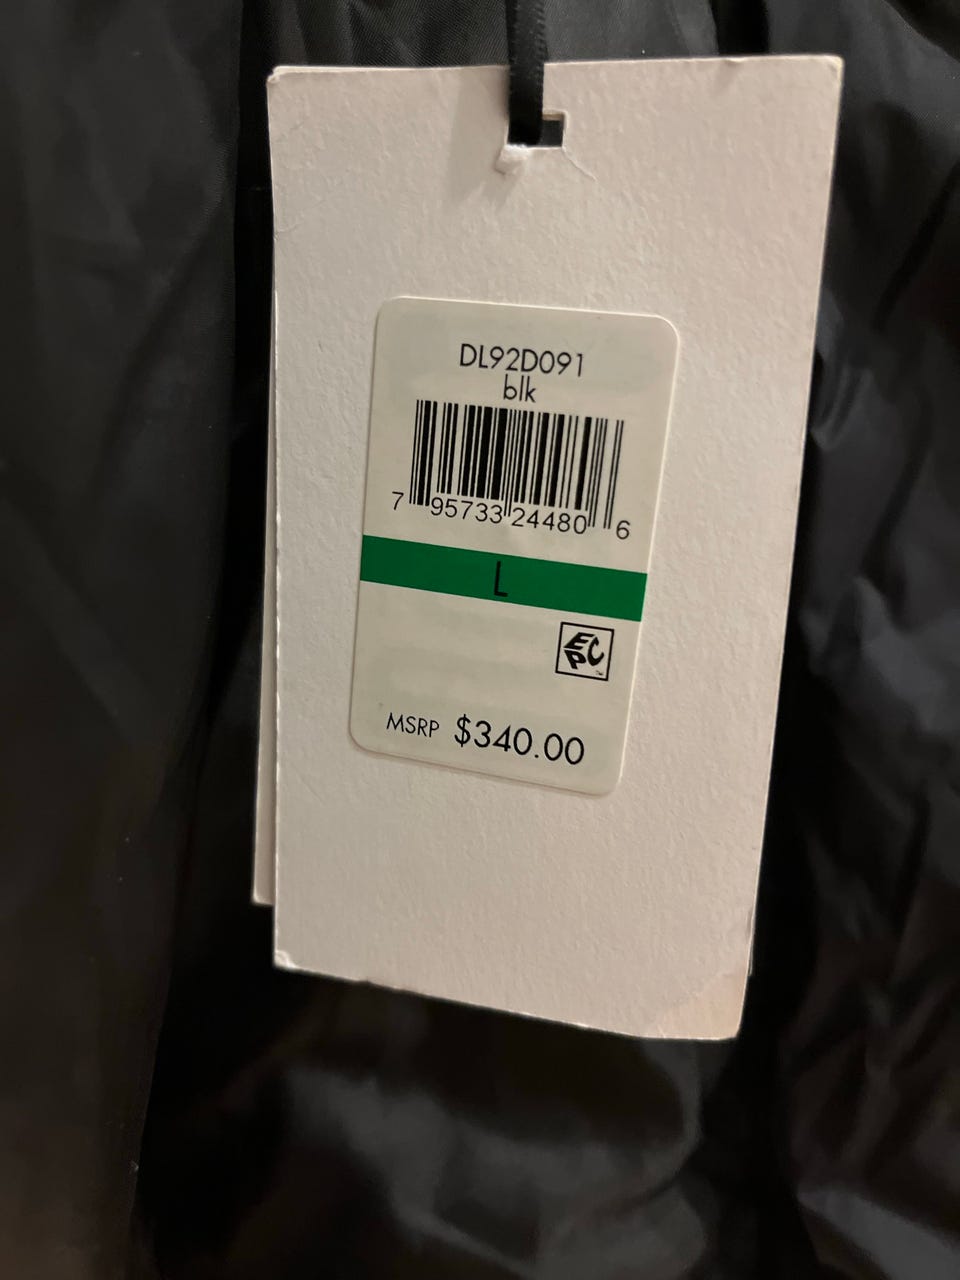 DL92D091
blk
7 95733 24480 6
L
EPC
MSRP $340.00